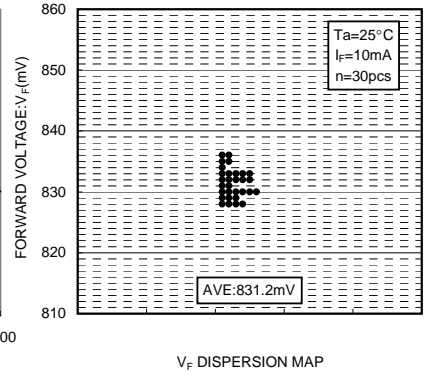 860
850
840
830
820
810
FORWARD VOLTAGE:VF(mV)
Ta=25°C
IF=10mA
n=30pcs
AVE:831.2mV
00
VF DISPERSION MAP